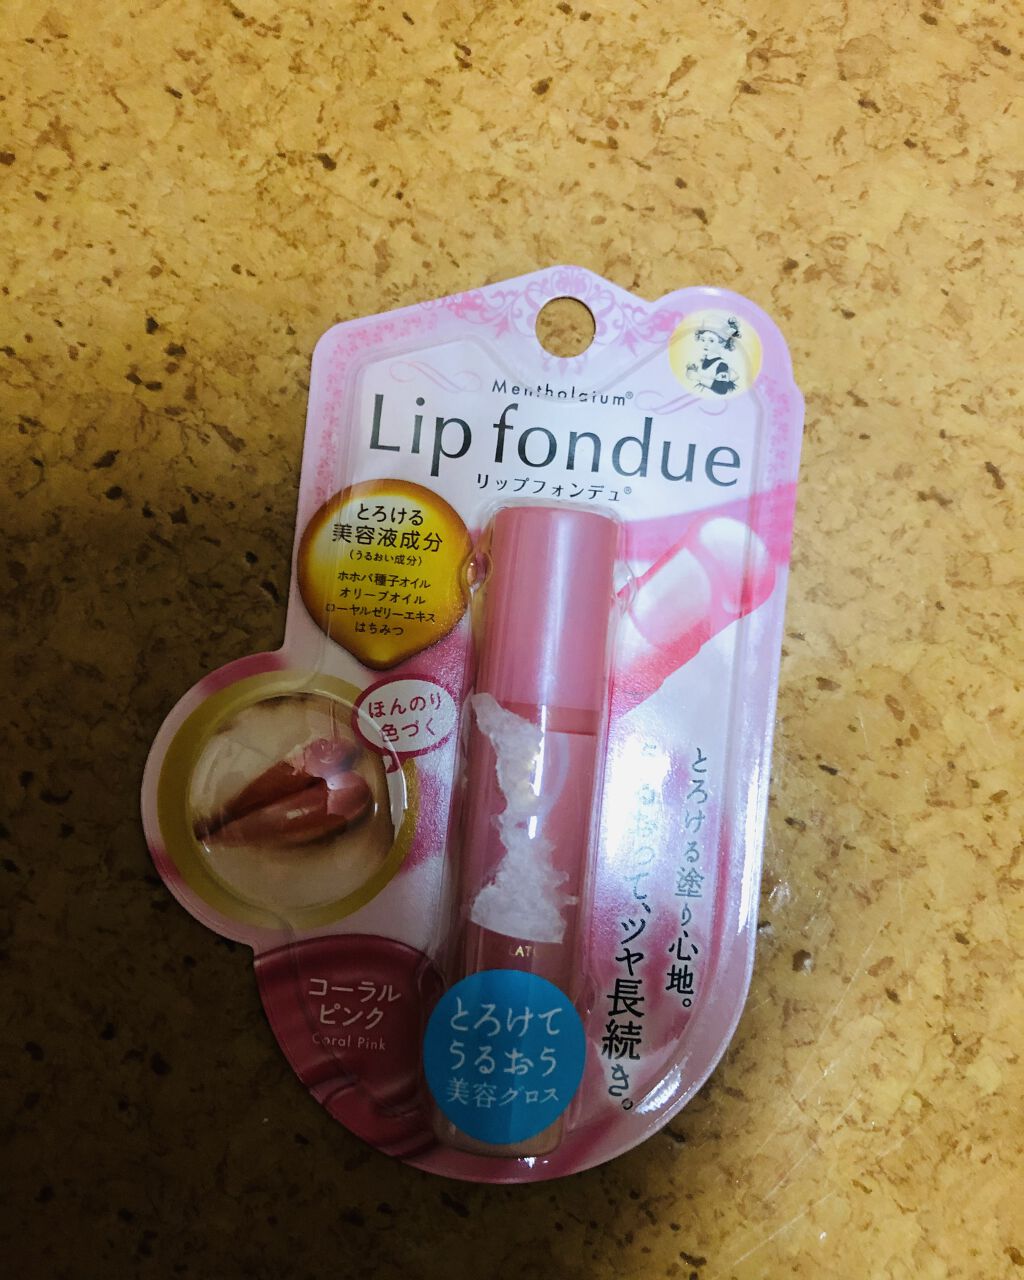 Mentholatum®
Lip fondue
リップフォンデュ®
とろける
美容液成分
(うるおい成分)
ホホバ種子オイル
オリーブオイル
ローヤルゼリーエキス
はちみつ
ほんのり
色づく
とろける塗り心地。
うるおって、ツヤ長続き。
コーラル
ピンク
Coral Pink
とろけて
うるおう
美容グロス